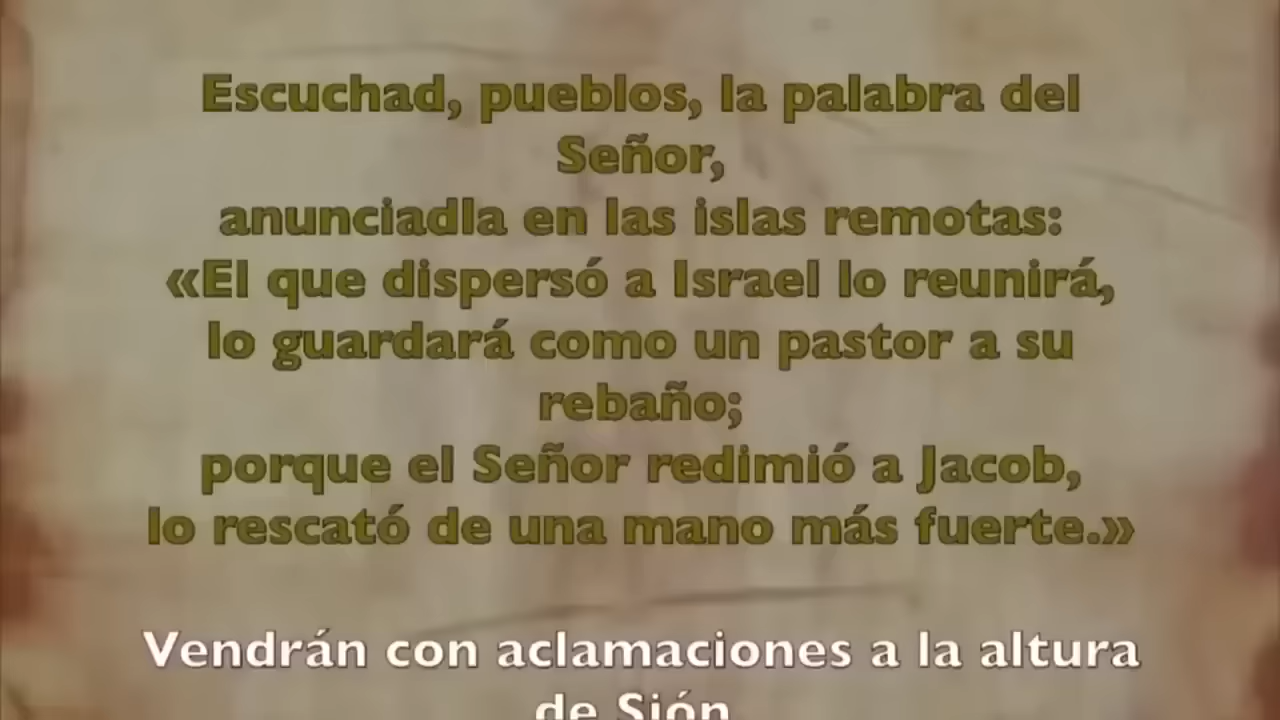 Escuchad, pueblos, la palabra del
Señor,
anunciadla en las islas remotas:
«El que dispersó a Israel lo reunirá,
lo guardará como un pastor a su
rebaño;
porque el Señor redimió a Jacob,
lo rescató de una mano más fuerte.»
Vendrán con aclamaciones a la altura
de Sión